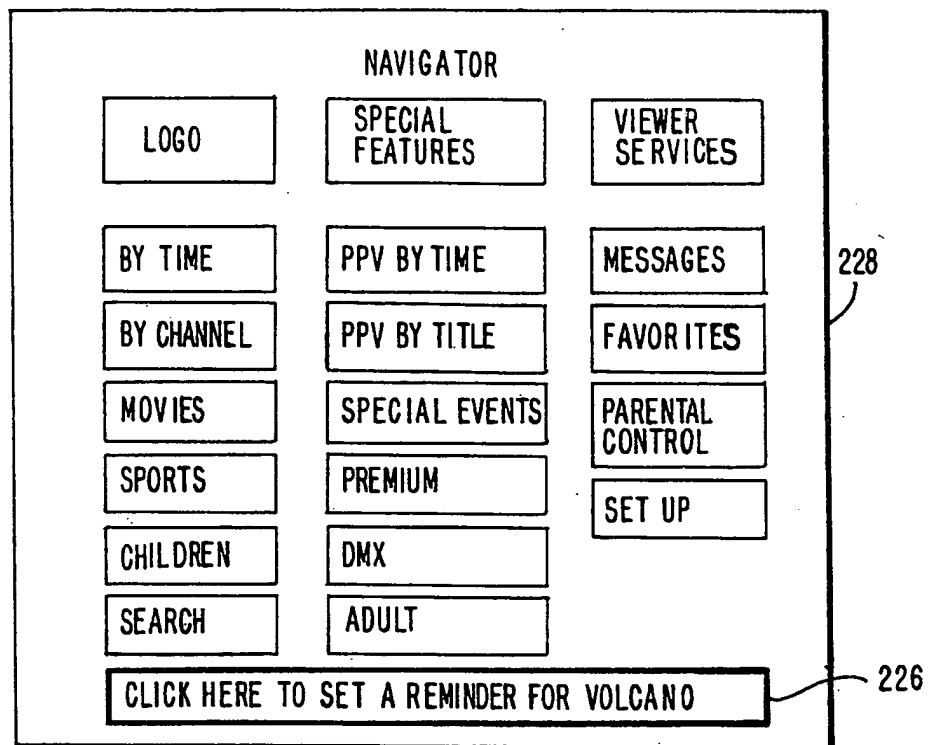 NAVIGATOR
LOGO
SPECIAL
FEATURES
VIEWER
SERVICES
BY TIME
PPV BY TIME
MESSAGES
228
BY CHANNEL
PPV BY TITLE
FAVORITES
MOVIES
SPECIAL EVENTS
PARENTAL
CONTROL
SPORTS
PREMIUM
SET UP
CHILDREN
DMX
SEARCH
ADULT
CLICK HERE TO SET A REMINDER FOR VOLCANO
226